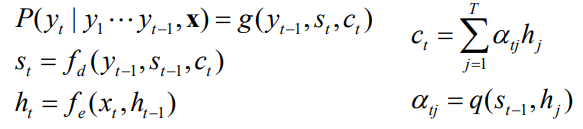 P(y_t | y_1 ⋯ y_{t-1}, x) = g(y_{t-1}, s_t, c_t)
s_t = f_d(y_{t-1}, s_{t-1}, c_t)
h_t = f_e(x_t, h_{t-1})
c_t = ∑_{j=1}^{T} α_{tj} h_j
α_{tj} = q(s_{t-1}, h_j)